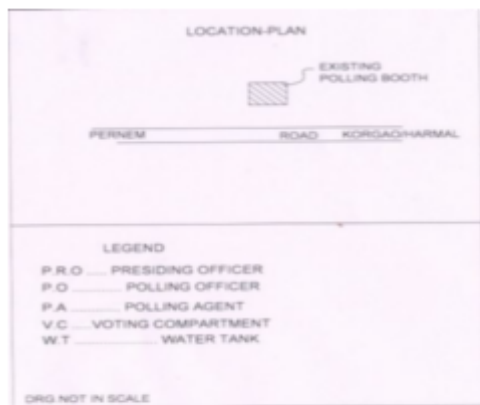 LOCATION-PLAN
EXISTING
POLLING BOOTH
PERNEM ROAD KORGAO/HARMAL
LEGEND
P.R.O ..... PRESIDING OFFICER
P.O ............ POLLING OFFICER
P.A ............ POLLING AGENT
V.C ..... VOTING COMPARTMENT
W.T .................... WATER TANK
DRG.NOT IN SCALE